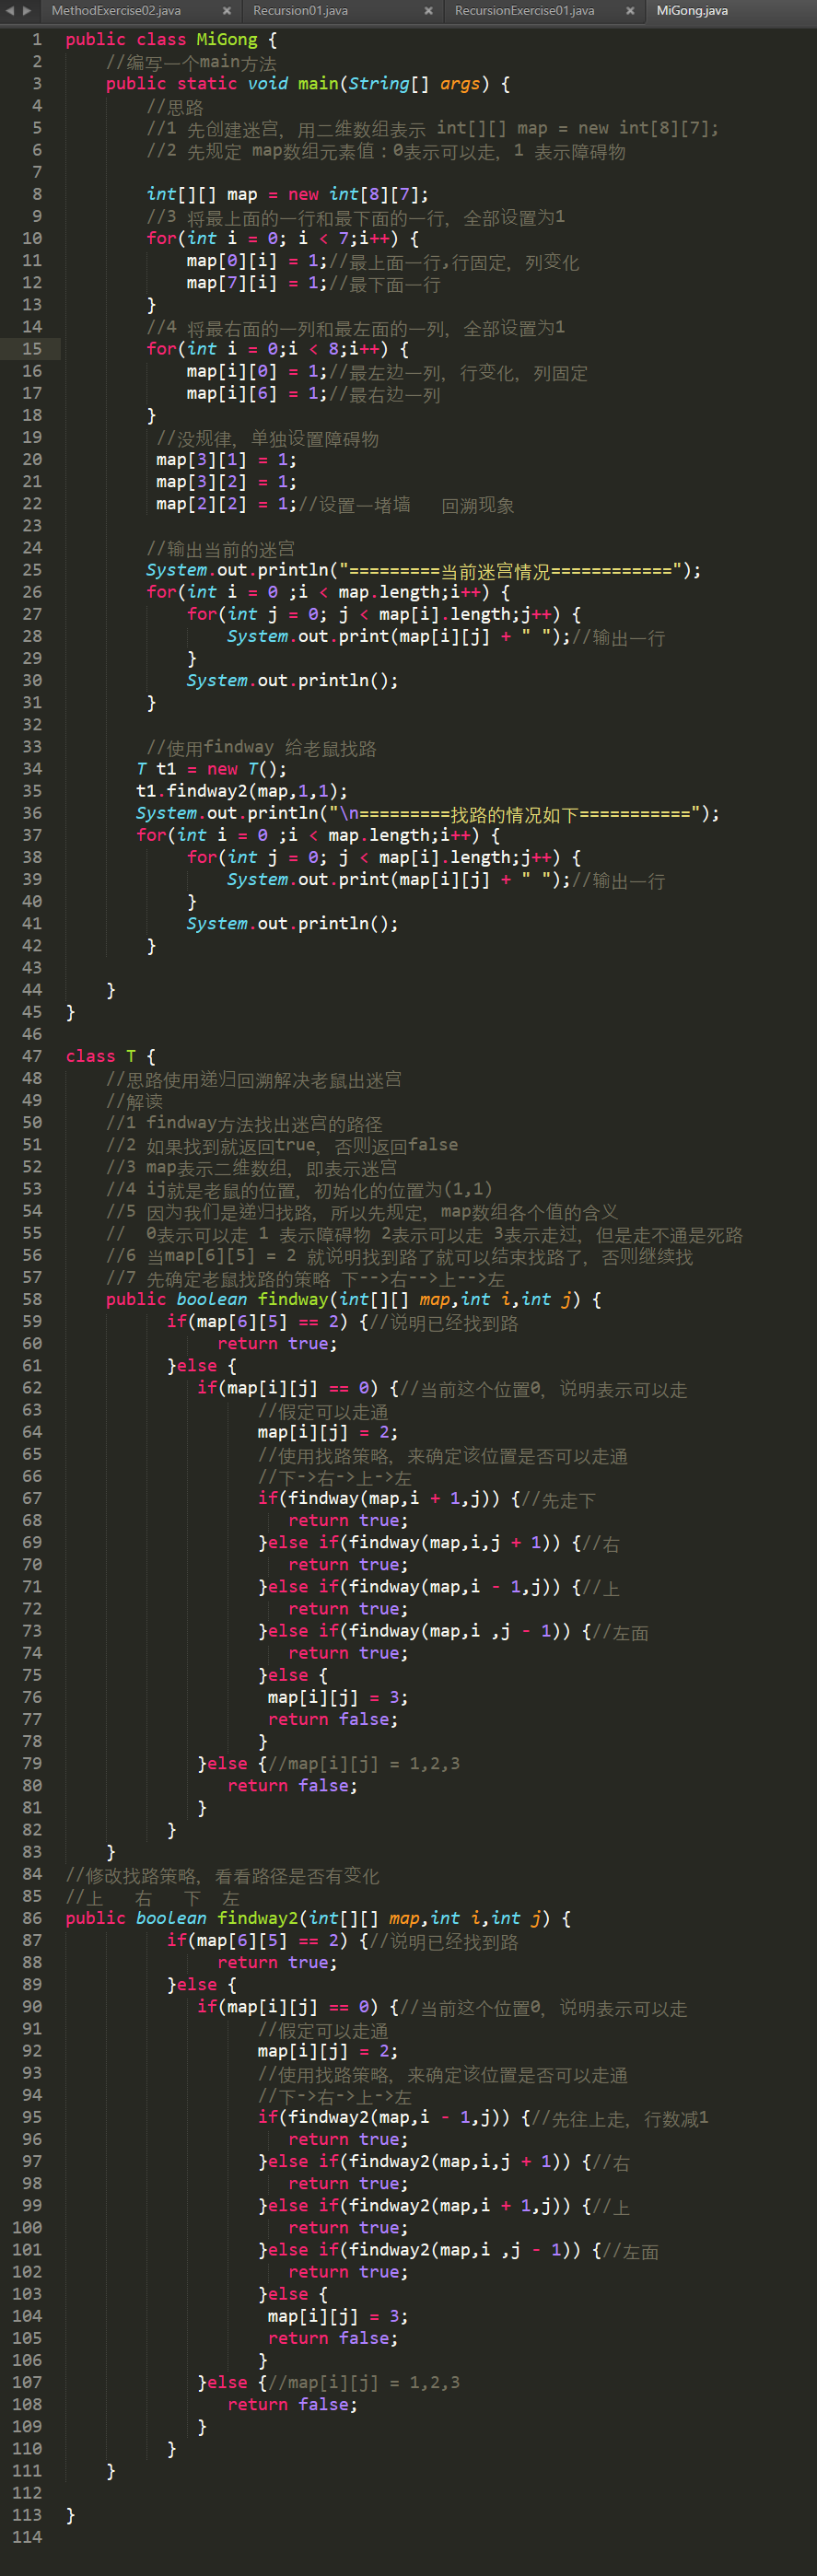 MethodExercise02.java × Recursion01.java × RecursionExercise01.java × MiGong.java
1 public class MiGong {
2 //编写一个main方法
3 public static void main(String[] args) {
4 //思路
5 //1 先创建迷宫, 用二维数组表示 int[][] map = new int[8][7];
6 //2 先规定 map数组元素值:0表示可以走, 1 表示障碍物
7
8 int[][] map = new int[8][7];
9 //3 将最上面的一行和最下面的一行, 全部设置为1
10 for(int i = 0; i < 7;i++) {
11 map[0][i] = 1;//最上面一行,行固定, 列变化
12 map[7][i] = 1;//最下面一行
13 }
14 //4 将最右面的一列和最左面的一列, 全部设置为1
15 for(int i = 0;i < 8;i++) {
16 map[i][0] = 1;//最左边一列, 行变化, 列固定
17 map[i][6] = 1;//最右边一列
18 }
19 //没规律, 单独设置障碍物
20 map[3][1] = 1;
21 map[3][2] = 1;
22 map[2][2] = 1;//设置一堵墙 回溯现象
23
24 //输出当前的迷宫
25 System.out.println("=========当前迷宫情况============");
26 for(int i = 0 ;i < map.length;i++) {
27 for(int j = 0; j < map[i].length;j++) {
28 System.out.print(map[i][j] + " ");//输出一行
29 }
30 System.out.println();
31 }
32
33 //使用findway 给老鼠找路
34 T t1 = new T();
35 t1.findway2(map,1,1);
36 System.out.println("\n=========找路的情况如下===========");
37 for(int i = 0 ;i < map.length;i++) {
38 for(int j = 0; j < map[i].length;j++) {
39 System.out.print(map[i][j] + " ");//输出一行
40 }
41 System.out.println();
42 }
43
44 }
45 }
46
47 class T {
48 //思路使用递归回溯解决老鼠出迷宫
49 //解读
50 //1 findway方法找出迷宫的路径
51 //2 如果找到就返回true, 否则返回false
52 //3 map表示二维数组, 即表示迷宫
53 //4 ij就是老鼠的位置, 初始化的位置为(1,1)
54 //5 因为我们是递归找路, 所以先规定, map数组各个值的含义
55 // 0表示可以走 1 表示障碍物 2表示可以走 3表示走过, 但是走不通是死路
56 //6 当map[6][5] = 2 就说明找到路了就可以结束找路了, 否则继续找
57 //7 先确定老鼠找路的策略 下-->右-->上-->左
58 public boolean findway(int[][] map,int i,int j) {
59 if(map[6][5] == 2) {//说明已经找到路
60 return true;
61 }else {
62 if(map[i][j] == 0) {//当前这个位置0, 说明表示可以走
63 //假定可以走通
64 map[i][j] = 2;
65 //使用找路策略, 来确定该位置是否可以走通
66 //下->右->上->左
67 if(findway(map,i + 1,j)) {//先走下
68 return true;
69 }else if(findway(map,i,j + 1)) {//右
70 return true;
71 }else if(findway(map,i - 1,j)) {//上
72 return true;
73 }else if(findway(map,i ,j - 1)) {//左面
74 return true;
75 }else {
76 map[i][j] = 3;
77 return false;
78 }
79 }else {//map[i][j] = 1,2,3
80 return false;
81 }
82 }
83 }
84 //修改找路策略, 看看路径是否有变化
85 //上 右 下 左
86 public boolean findway2(int[][] map,int i,int j) {
87 if(map[6][5] == 2) {//说明已经找到路
88 return true;
89 }else {
90 if(map[i][j] == 0) {//当前这个位置0, 说明表示可以走
91 //假定可以走通
92 map[i][j] = 2;
93 //使用找路策略, 来确定该位置是否可以走通
94 //下->右->上->左
95 if(findway2(map,i - 1,j)) {//先往上走, 行数减1
96 return true;
97 }else if(findway2(map,i,j + 1)) {//右
98 return true;
99 }else if(findway2(map,i + 1,j)) {//上
100 return true;
101 }else if(findway2(map,i ,j - 1)) {//左面
102 return true;
103 }else {
104 map[i][j] = 3;
105 return false;
106 }
107 }else {//map[i][j] = 1,2,3
108 return false;
109 }
110 }
111 }
112
113 }
114